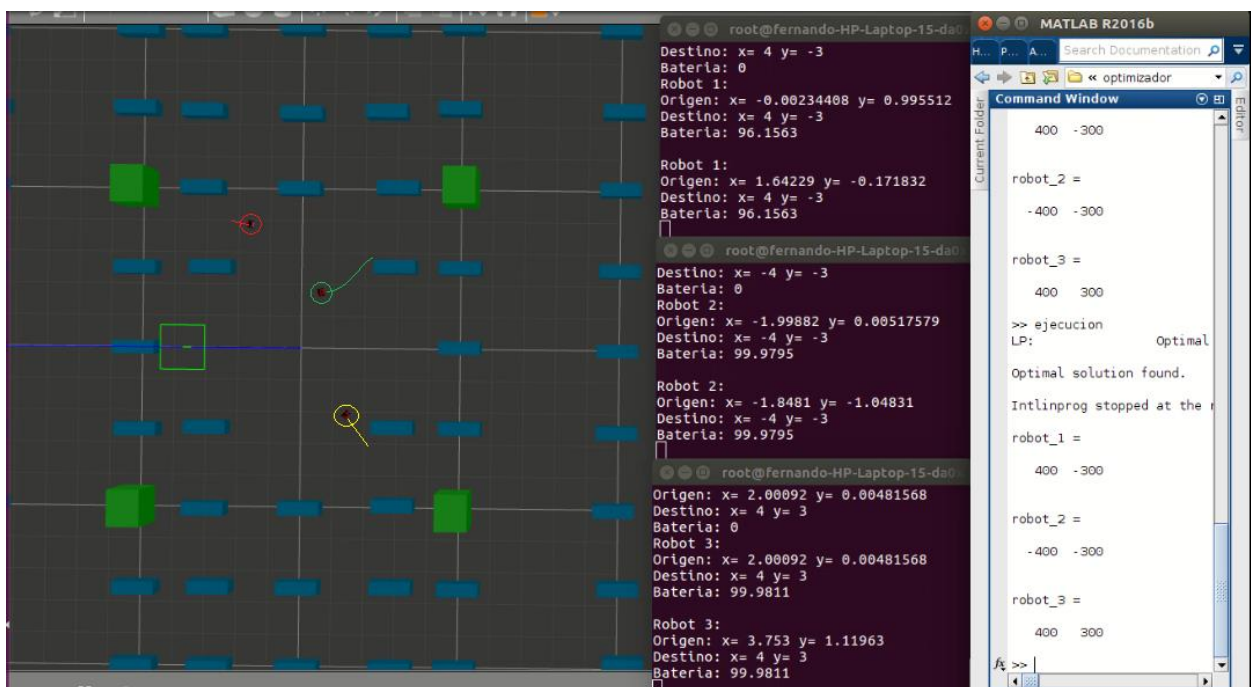 root@fernando-HP-Laptop-15-da0
Destino: x= 4 y= -3
Bateria: 0
Robot 1:
Origen: x= -0.00234408 y= 0.995512
Destino: x= 4 y= -3
Bateria: 96.1563
Robot 1:
Origen: x= 1.64229 y= -0.171832
Destino: x= 4 y= -3
Bateria: 96.1563
root@fernando-HP-Laptop-15-da0
Destino: x= -4 y= -3
Bateria: 0
Robot 2:
Origen: x= -1.99882 y= 0.00517579
Destino: x= -4 y= -3
Bateria: 99.9795
Robot 2:
Origen: x= -1.8481 y= -1.04831
Destino: x= -4 y= -3
Bateria: 99.9795
root@fernando-HP-Laptop-15-da0
Origen: x= 2.00092 y= 0.00481568
Destino: x= 4 y= 3
Bateria: 0
Robot 3:
Origen: x= 2.00092 y= 0.00481568
Destino: x= 4 y= 3
Bateria: 99.9811
Robot 3:
Origen: x= 3.753 y= 1.11963
Destino: x= 4 y= 3
Bateria: 99.9811
MATLAB R2016b
H... P... A... Search Documentation
« optimizador
Current Folder
Command Window
Editor
400 -300
robot_2 =
-400 -300
robot_3 =
400 300
>> ejecucion
LP: Optimal
Optimal solution found.
Intlinprog stopped at the
robot_1 =
400 -300
robot_2 =
-400 -300
robot_3 =
400 300
fx >>